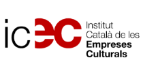 icec
Institut
Català de les
Empreses
Culturals